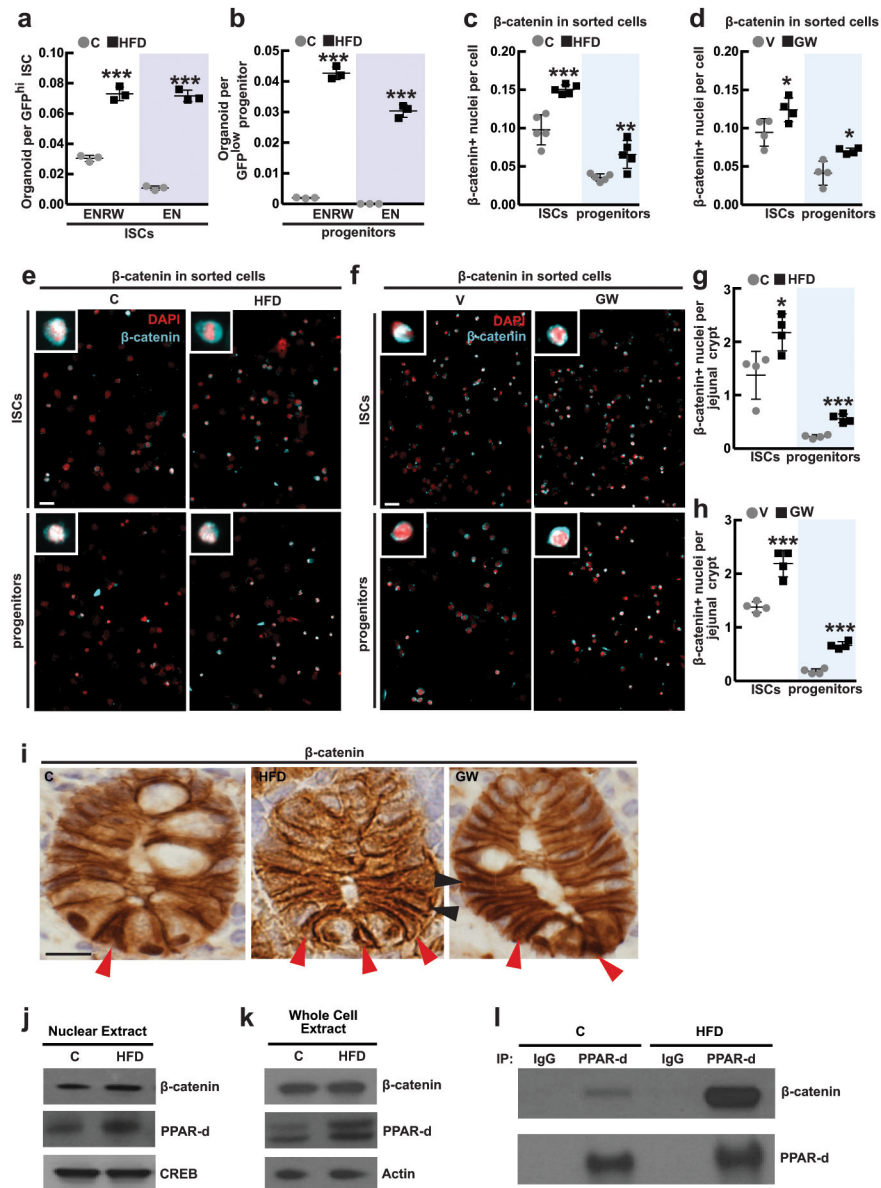 a
C HFD
Organoid per GFPhi ISC
0.10
0.08
0.06
0.04
0.02
0.00
***
***
ENRW EN
ISCs
b
C HFD
Organoid per
GFPlow progenitor
0.05
0.04
0.03
0.02
0.01
0.00
***
***
ENRW EN
progenitors
c
β-catenin in sorted cells
C HFD
β-catenin+ nuclei per cell
0.20
0.15
0.10
0.05
0.00
***
**
ISCs progenitors
d
β-catenin in sorted cells
V GW
β-catenin+ nuclei per cell
0.20
0.15
0.10
0.05
0.00
*
*
ISCs progenitors
e
β-catenin in sorted cells
C HFD
DAPI
β-catenin
ISCs
progenitors
f
β-catenin in sorted cells
V GW
DAPI
β-catenin
ISCs
progenitors
g
C HFD
β-catenin+ nuclei per
jejunal crypt
3
2
1
0
*
***
ISCs progenitors
h
V GW
β-catenin+ nuclei per
jejunal crypt
3
2
1
0
***
***
ISCs progenitors
i
β-catenin
C HFD GW
j
Nuclear Extract
C HFD
β-catenin
PPAR-d
CREB
k
Whole Cell
Extract
C HFD
β-catenin
PPAR-d
Actin
l
C HFD
IP: IgG PPAR-d IgG PPAR-d
β-catenin
PPAR-d